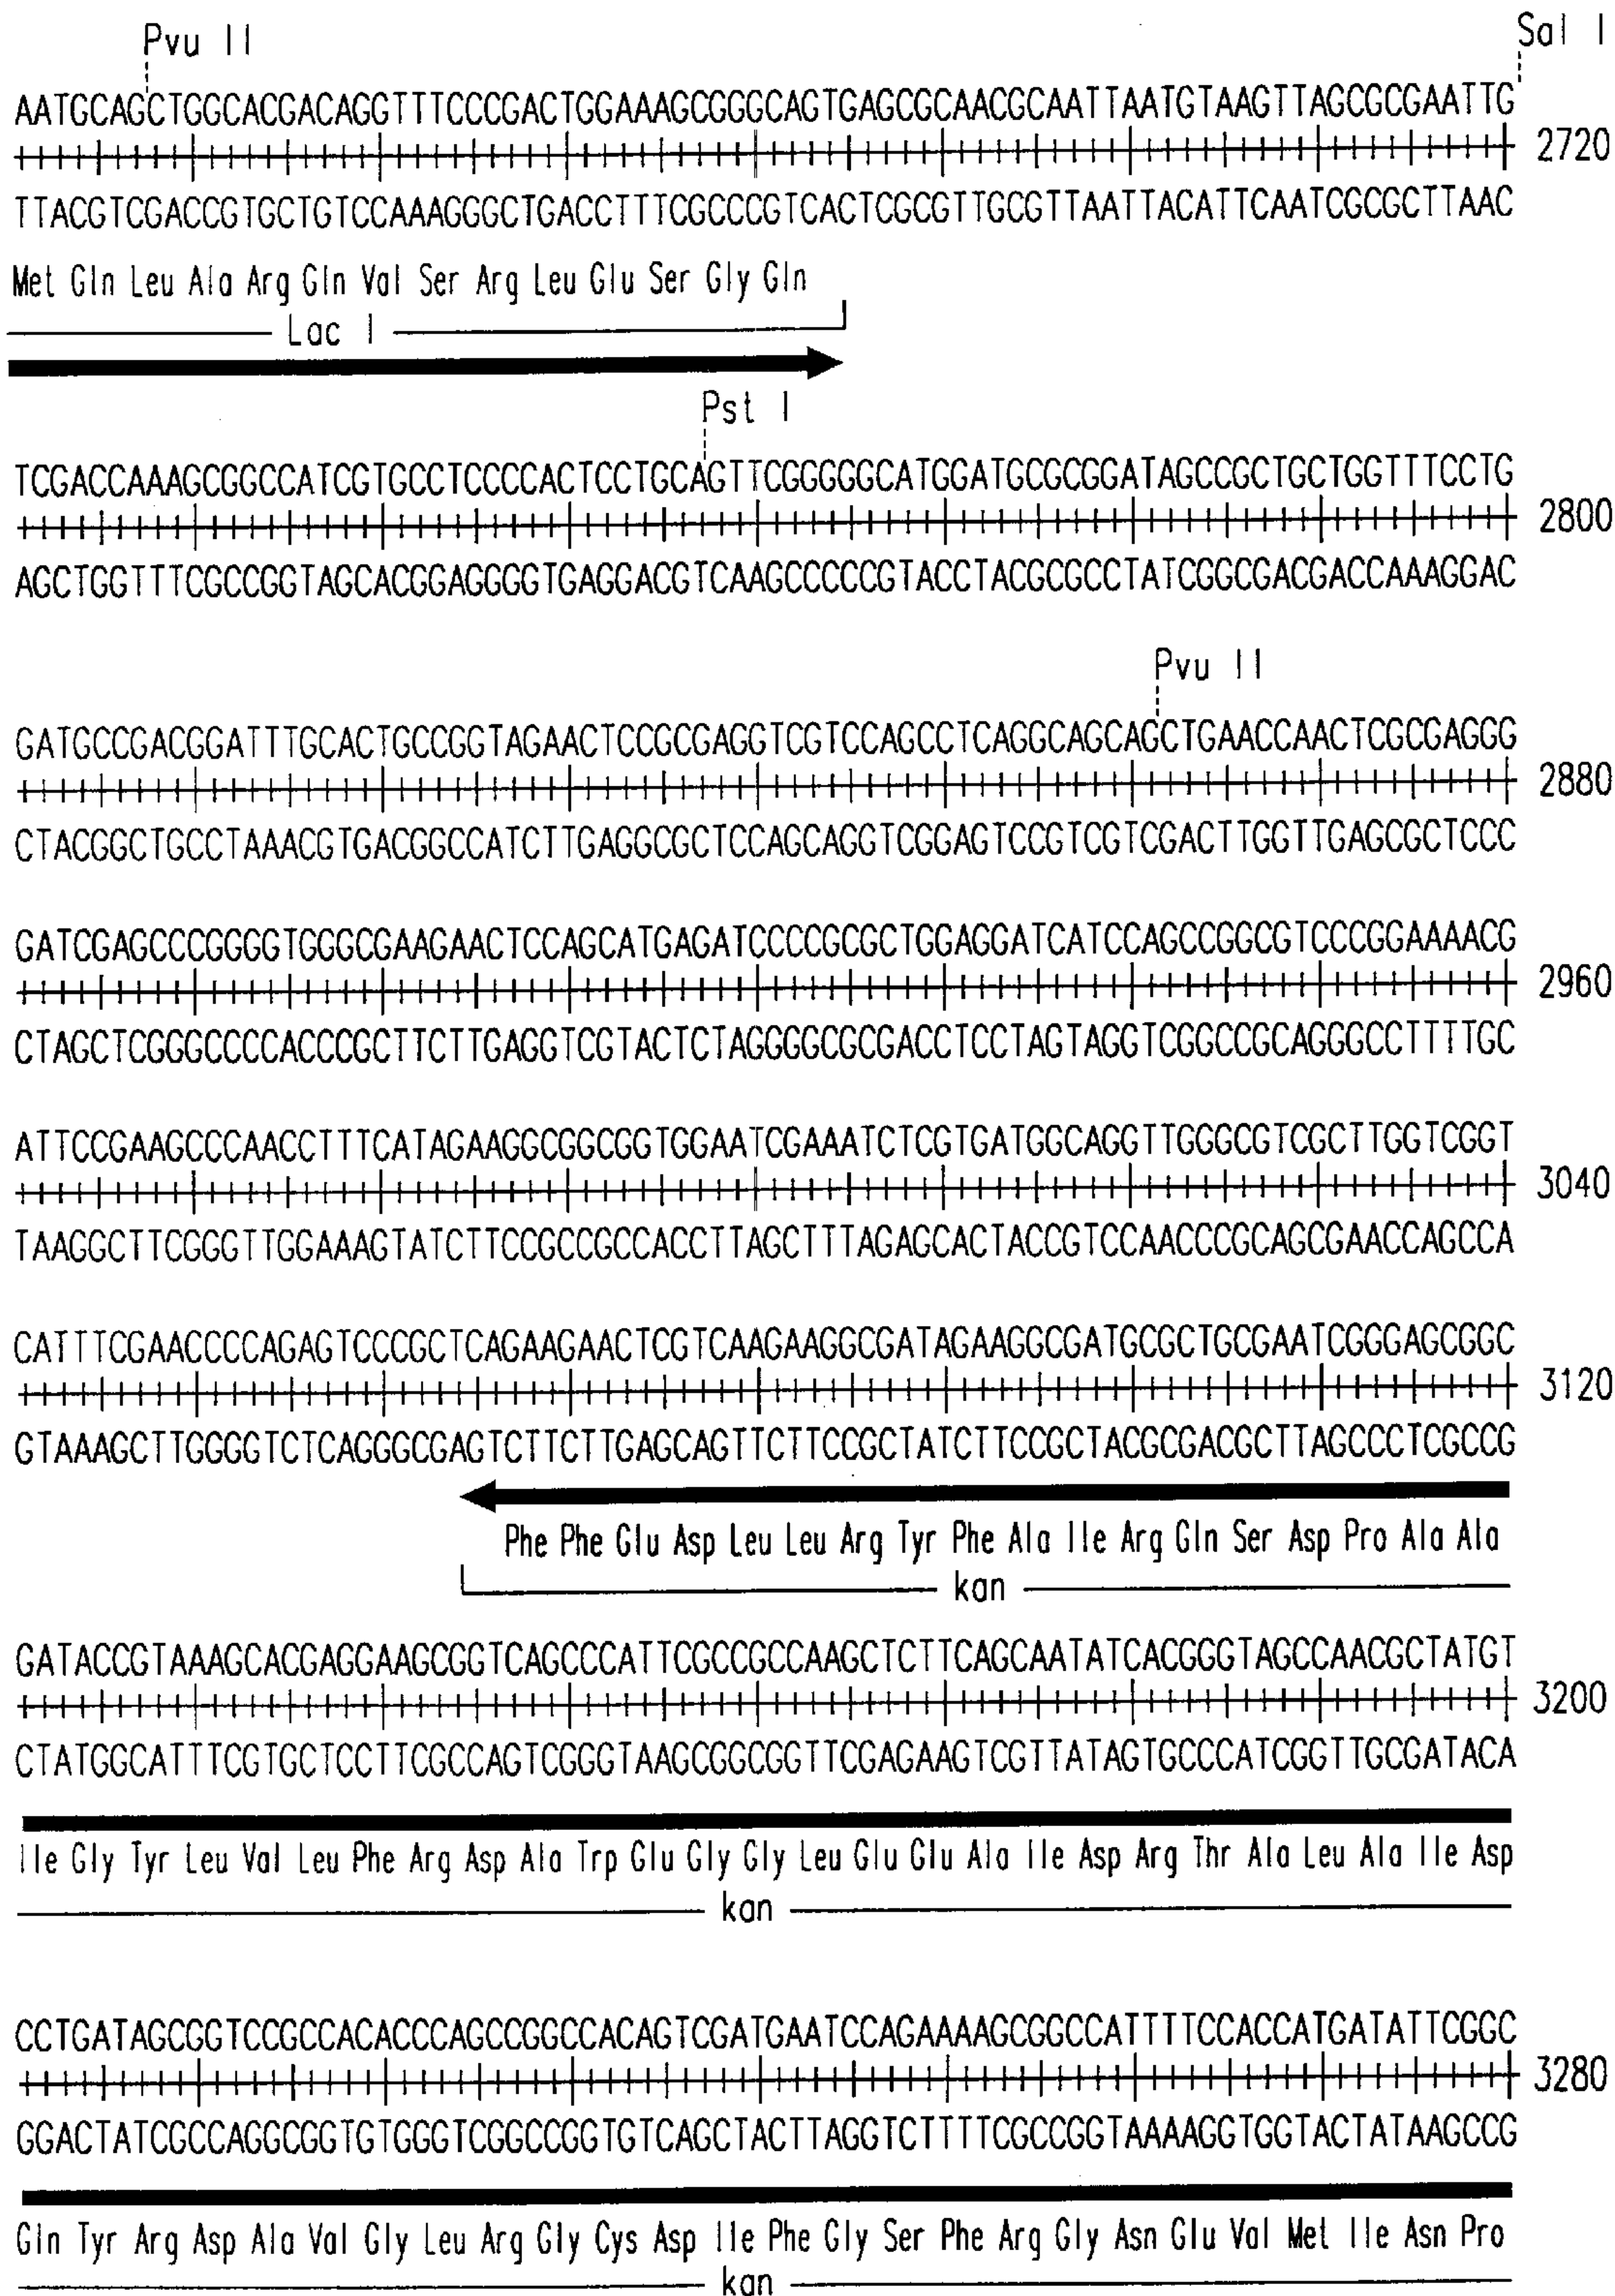 Pvu II Sal I
AATGCAGCTGGCACGACAGGTTTCCCGACTGGAAAGCGGGCAGTGAGCGCAACGCAATTAATGTAAGTTAGCGCGAATTG
2720
TTACGTCGACCGTGCTGTCCAAAGGGCTGACCTTTCGCCCGTCACTCGCGTTGCGTTAATTACATTCAATCGCGCTTAAC
Met Gln Leu Ala Arg Gln Val Ser Arg Leu Glu Ser Gly Gln
Lac I
Pst I
TCGACCAAAGCGGCCATCGTGCCTCCCCACTCCTGCAGTTCGGGGGCATGGATGCGCGGATAGCCGCTGCTGGTTTCCTG
2800
AGCTGGTTTCGCCGGTAGCACGGAGGGGTGAGGACGTCAAGCCCCCGTACCTACGCGCCTATCGGCGACGACCAAAGGAC
Pvu II
GATGCCGACGGATTTGCACTGCCGGTAGAACTCCGCGAGGTCGTCCAGCCTCAGGCAGCAGCTGAACCAACTCGCGAGGG
2880
CTACGGCTGCCTAAACGTGACGGCCATCTTGAGGCGCTCCAGCAGGTCGGAGTCCGTCGTCGACTTGGTTGAGCGCTCCC
GATCGAGCCCGGGGTGGGCGAAGAACTCCAGCATGAGATCCCCGCGCTGGAGGATCATCCAGCCGGCGTCCCGGAAAACG
2960
CTAGCTCGGGCCCCACCCGCTTCTTGAGGTCGTACTCTAGGGGCGCGACCTCCTAGTAGGTCGGCCGCAGGGCCTTTTGC
ATTCCGAAGCCCAACCTTTCATAGAAGGCGGCGGTGGAATCGAAATCTCGTGATGGCAGGTTGGGCGTCGCTTGGTCGGT
3040
TAAGGCTTCGGGTTGGAAAGTATCTTCCGCCGCCACCTTAGCTTTAGAGCACTACCGTCCAACCCGCAGCGAACCAGCCA
CATTTCGAACCCCAGAGTCCCGCTCAGAAGAACTCGTCAAGAAGGCGATAGAAGGCGATGCGCTGCGAATCGGGAGCGGC
3120
GTAAAGCTTGGGGTCTCAGGGCGAGTCTTCTTGAGCAGTTCTTCCGCTATCTTCCGCTACGCGACGCTTAGCCCTCGCCG
Phe Phe Glu Asp Leu Leu Arg Tyr Phe Ala Ile Arg Gln Ser Asp Pro Ala Ala
kan
GATACCGTAAAGCACGAGGAAGCGGTCAGCCCATTCGCCGCCAAGCTCTTCAGCAATATCACGGGTAGCCAACGCTATGT
3200
CTATGGCATTTCGTGCTCCTTCGCCAGTCGGGTAAGCGGCGGTTCGAGAAGTCGTTATAGTGCCCATCGGTTGCGATACA
Ile Gly Tyr Leu Val Leu Phe Arg Asp Ala Trp Glu Gly Gly Leu Glu Glu Ala Ile Asp Arg Thr Ala Leu Ala Ile Asp
kan
CCTGATAGCGGTCCGCCACACCCAGCCGGCCACAGTCGATGAATCCAGAAAAGCGGCCATTTTCCACCATGATATTCGGC
3280
GGACTATCGCCAGGCGGTGTGGGTCGGCCGGTGTCAGCTACTTAGGTCTTTTCGCCGGTAAAAGGTGGTACTATAAGCCG
Gln Tyr Arg Asp Ala Val Gly Leu Arg Gly Cys Asp Ile Phe Gly Ser Phe Arg Gly Asn Glu Val Met Ile Asn Pro
kan